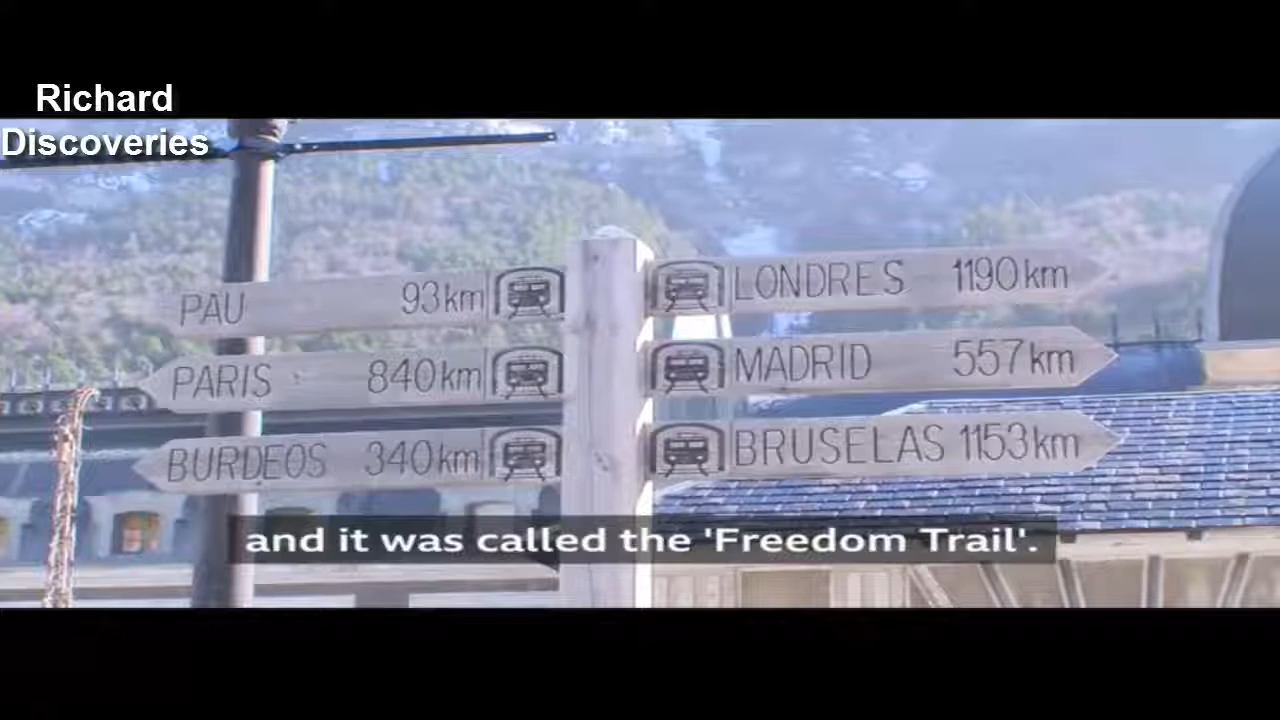 Richard
Discoveries
PAU 93km
LONDRES 1190km
PARIS 840km
MADRID 557km
BURDEOS 340km
BRUSELAS 1153km
and it was called the 'Freedom Trail'.